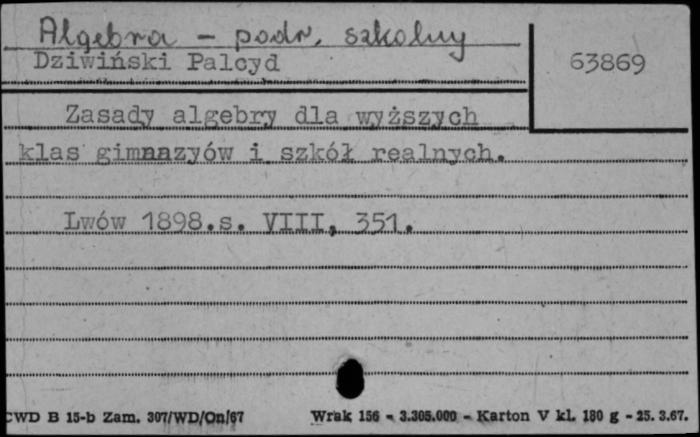 Algebra – podr. szkolny
Dziwiński Palcyd
63869
Zasady algebry dla wyższych
klas gimnazyów i szkół realnych.
Lwów 1898.s. VIII, 351.
CWD B 15-b Zam. 307/WD/On/67 Wrak 156 - 3.305.000 - Karton V kl. 180 g - 25. 3.67.